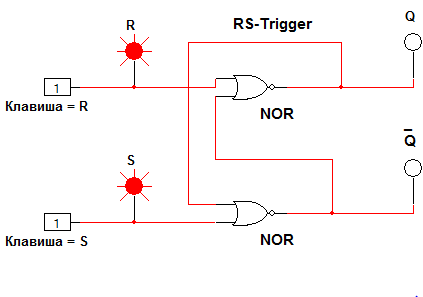 R
RS-Trigger
Q
1
Клавиша = R
NOR
S
Q̅
1
Клавиша = S
NOR